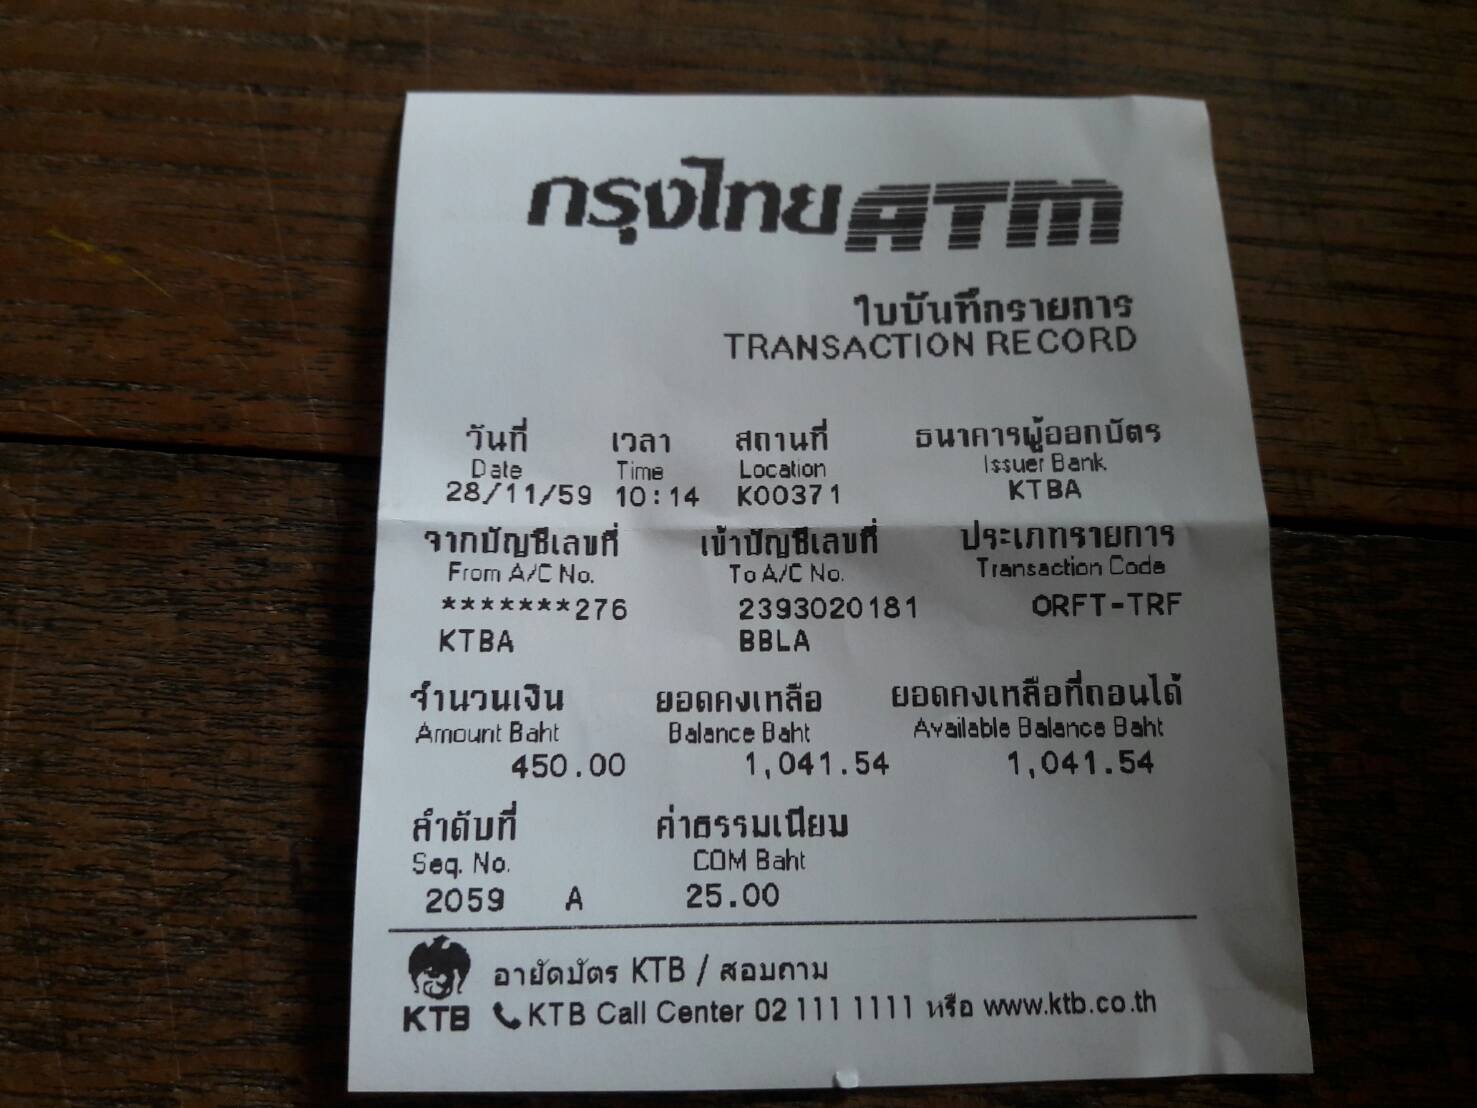 กรุงไทย ATM
ใบบันทึกรายการ
TRANSACTION RECORD
วันที่ เวลา สถานที่ ธนาคารผู้ออกบัตร
Date Time Location Issuer Bank
28/11/59 10:14 K00371 KTBA
จากบัญชีเลขที่ เข้าบัญชีเลขที่ ประเภทรายการ
From A/C No. To A/C No. Transaction Code
*******276 2393020181 ORFT-TRF
KTBA BBLA
จำนวนเงิน ยอดคงเหลือ ยอดคงเหลือที่ถอนได้
Amount Baht Balance Baht Available Balance Baht
450.00 1,041.54 1,041.54
ลำดับที่ ค่าธรรมเนียม
Seq. No. COM Baht
2059 A 25.00
อายัดบัตร KTB / สอบถาม
KTB KTB Call Center 02 111 1111 หรือ www.ktb.co.th